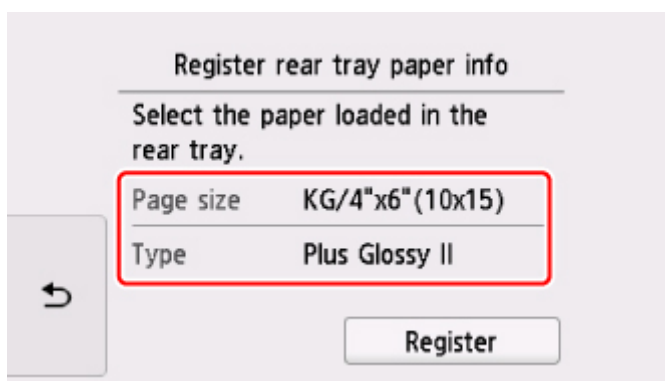 Register rear tray paper info
Select the paper loaded in the
rear tray.
Page size KG/4"x6"(10x15)
Type Plus Glossy II
Register